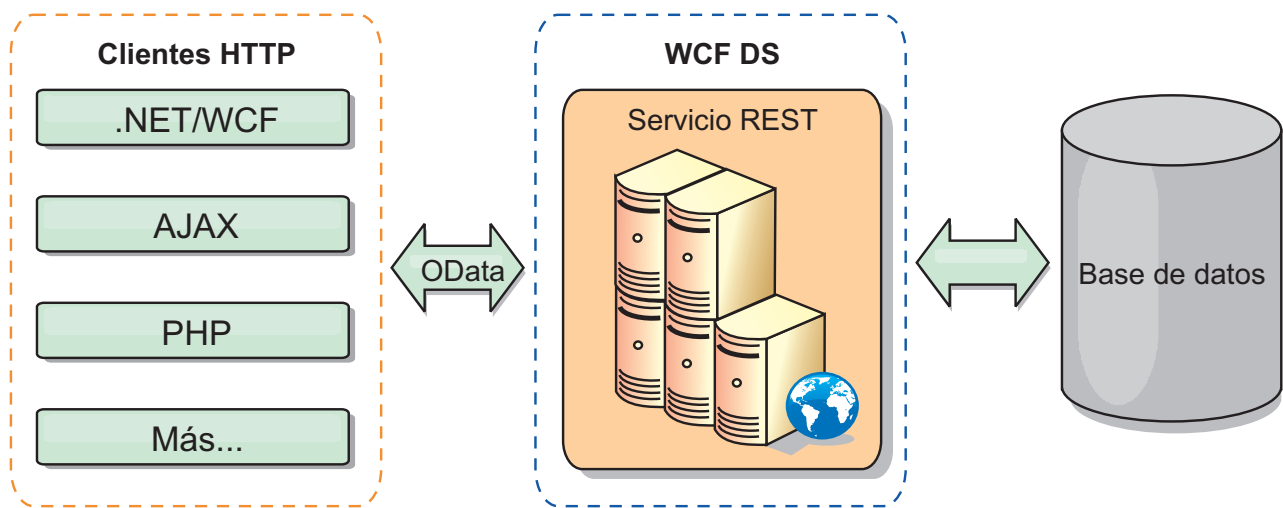 Clientes HTTP
.NET/WCF
AJAX
PHP
Más...
OData
WCF DS
Servicio REST
Base de datos